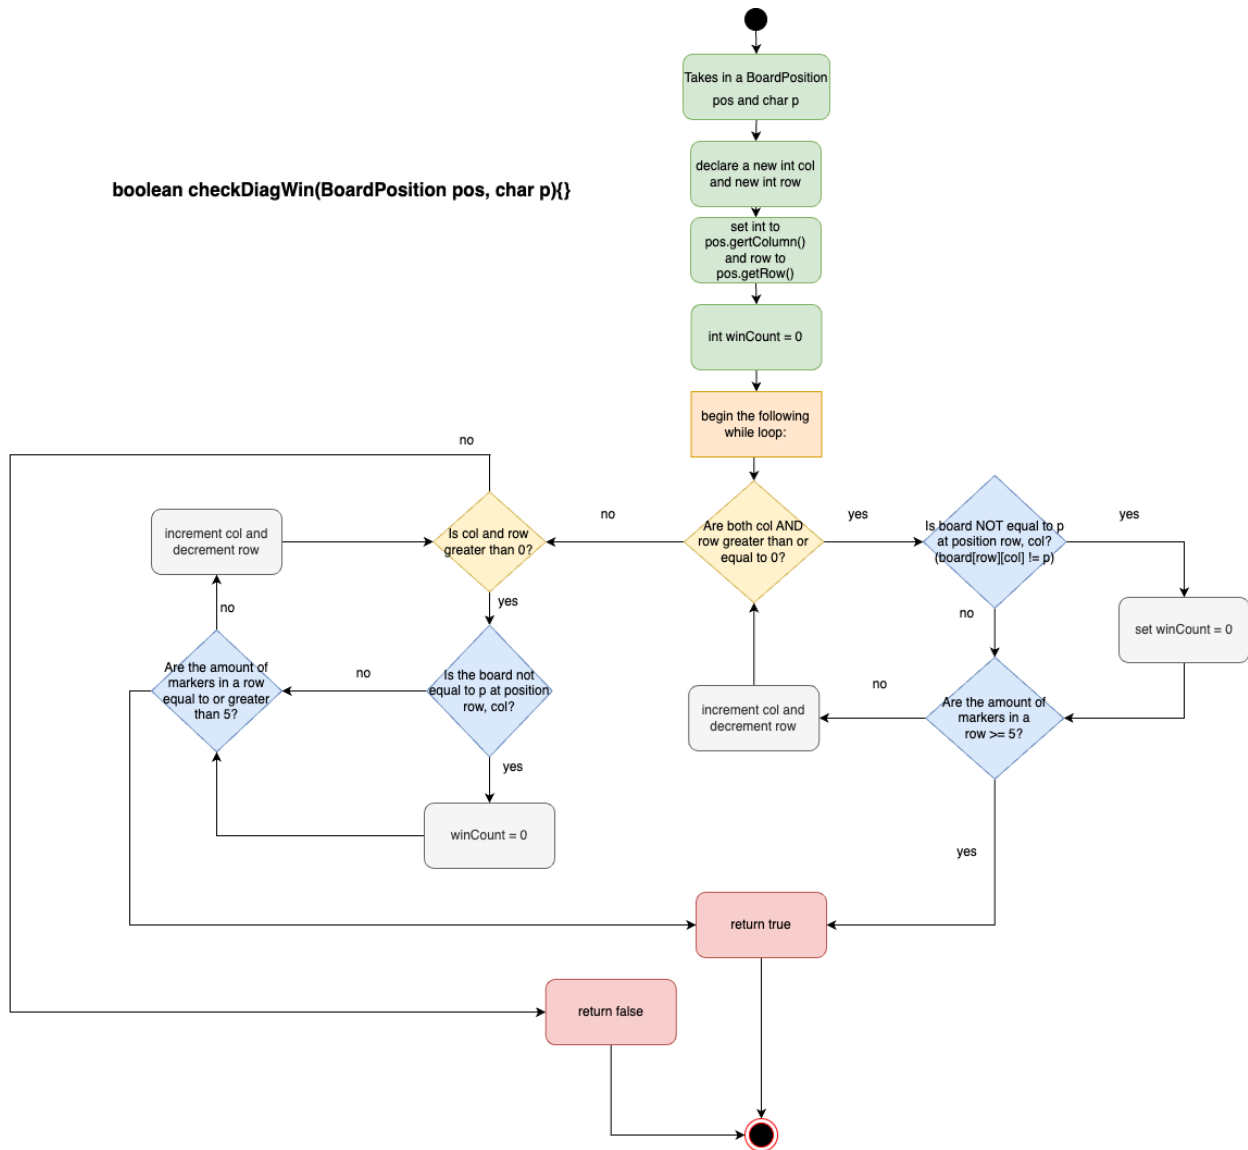 Takes in a BoardPosition
pos and char p
declare a new int col
and new int row
boolean checkDiagWin(BoardPosition pos, char p){}
set int to
pos.gertColumn()
and row to
pos.getRow()
int winCount = 0
begin the following
while loop:
no
increment col and
decrement row
Is col and row
greater than 0?
no
Are both col AND
row greater than or
equal to 0?
yes
Is board NOT equal to p
at position row, col?
(board[row][col] != p)
yes
no
yes
no
set winCount = 0
Are the amount of
markers in a row
equal to or greater
than 5?
no
Is the board not
equal to p at position
row, col?
increment col and
decrement row
no
Are the amount of
markers in a
row >= 5?
yes
winCount = 0
yes
return true
return false